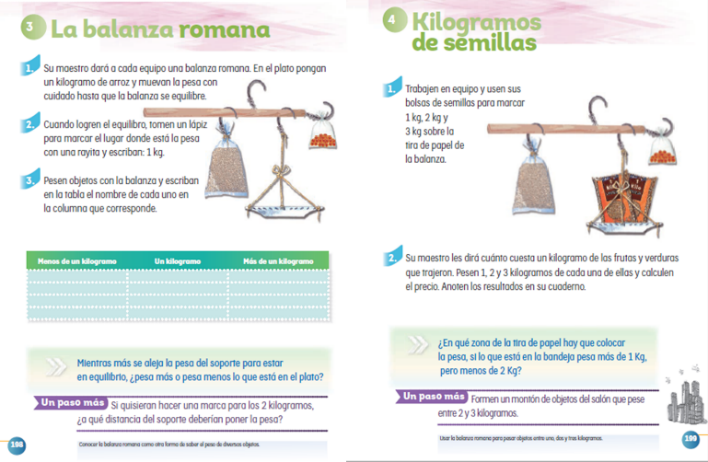 3 La balanza romana
1. Su maestro dará a cada equipo una balanza romana. En el plato pongan
un kilogramo de arroz y muevan la pesa con
cuidado hasta que la balanza se equilibre.
2. Cuando logren el equilibrio, tomen un lápiz
para marcar el lugar donde está la pesa
con una rayita y escriban: 1 kg.
3. Pesen objetos con la balanza y escriban
en la tabla el nombre de cada uno en
la columna que corresponde.
Menos de un kilogramo Un kilogramo Más de un kilogramo
Mientras más se aleja la pesa del soporte para estar
en equilibrio, ¿pesa más o pesa menos lo que está en el plato?
Un paso más Si quisieran hacer una marca para los 2 kilogramos,
¿a qué distancia del soporte deberían poner la pesa?
198 Conocer la balanza romana como otra forma de saber el peso de diversos objetos.
4 Kilogramos
de semillas
1. Trabajen en equipo y usen sus
bolsas de semillas para marcar
1 kg, 2 kg y
3 kg sobre la
tira de papel de
la balanza.
2. Su maestro les dirá cuánto cuesta un kilogramo de las frutas y verduras
que trajeron. Pesen 1, 2 y 3 kilogramos de cada una de ellas y calculen
el precio. Anoten los resultados en su cuaderno.
¿En qué zona de la tira de papel hay que colocar
la pesa, si lo que está en la bandeja pesa más de 1 Kg,
pero menos de 2 Kg?
Un paso más Formen un montón de objetos del salón que pese
entre 2 y 3 kilogramos.
Usar la balanza romana para pesar objetos entre uno, dos y tres kilogramos. 199